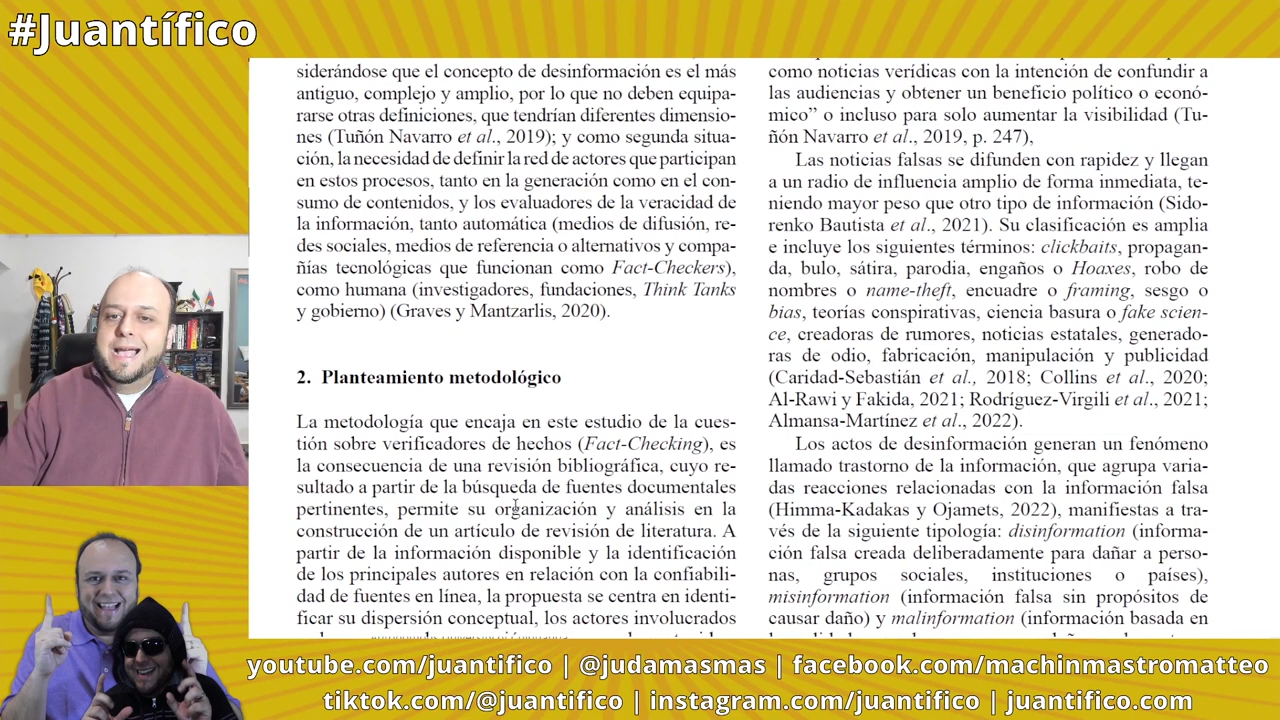 #Juantífico
siderándose que el concepto de desinformación es el más
antiguo, complejo y amplio, por lo que no deben equipa-
rarse otras definiciones, que tendrían diferentes dimensio-
nes (Tuñón Navarro et al., 2019); y como segunda situa-
ción, la necesidad de definir la red de actores que participan
en estos procesos, tanto en la generación como en el con-
sumo de contenidos, y los evaluadores de la veracidad de
la información, tanto automática (medios de difusión, re-
des sociales, medios de referencia o alternativos y compa-
ñías tecnológicas que funcionan como Fact-Checkers),
como humana (investigadores, fundaciones, Think Tanks
y gobierno) (Graves y Mantzarlis, 2020).
2. Planteamiento metodológico
La metodología que encaja en este estudio de la cues-
tión sobre verificadores de hechos (Fact-Checking), es
la consecuencia de una revisión bibliográfica, cuyo re-
sultado a partir de la búsqueda de fuentes documentales
pertinentes, permite su organización y análisis en la
construcción de un artículo de revisión de literatura. A
partir de la información disponible y la identificación
de los principales autores en relación con la confiabili-
dad de fuentes en línea, la propuesta se centra en identi-
ficar su dispersión conceptual, los actores involucrados
como noticias verídicas con la intención de confundir a
las audiencias y obtener un beneficio político o econó-
mico” o incluso para solo aumentar la visibilidad (Tu-
ñón Navarro et al., 2019, p. 247),
Las noticias falsas se difunden con rapidez y llegan
a un radio de influencia amplio de forma inmediata, te-
niendo mayor peso que otro tipo de información (Sido-
renko Bautista et al., 2021). Su clasificación es amplia
e incluye los siguientes términos: clickbaits, propagan-
da, bulo, sátira, parodia, engaños o Hoaxes, robo de
nombres o name-theft, encuadre o framing, sesgo o
bias, teorías conspirativas, ciencia basura o fake scien-
ce, creadoras de rumores, noticias estatales, generado-
ras de odio, fabricación, manipulación y publicidad
(Caridad-Sebastián et al., 2018; Collins et al., 2020;
Al-Rawi y Fakida, 2021; Rodríguez-Virgili et al., 2021;
Almansa-Martínez et al., 2022).
Los actos de desinformación generan un fenómeno
llamado trastorno de la información, que agrupa varia-
das reacciones relacionadas con la información falsa
(Himma-Kadakas y Ojamets, 2022), manifiestas a tra-
vés de la siguiente tipología: disinformation (informa-
ción falsa creada deliberadamente para dañar a perso-
nas, grupos sociales, instituciones o países),
misinformation (información falsa sin propósitos de
causar daño) y malinformation (información basada en
youtube.com/juantifico | @judamasmas | facebook.com/machinmastromatteo
tiktok.com/@juantifico | instagram.com/juantifico | juantifico.com